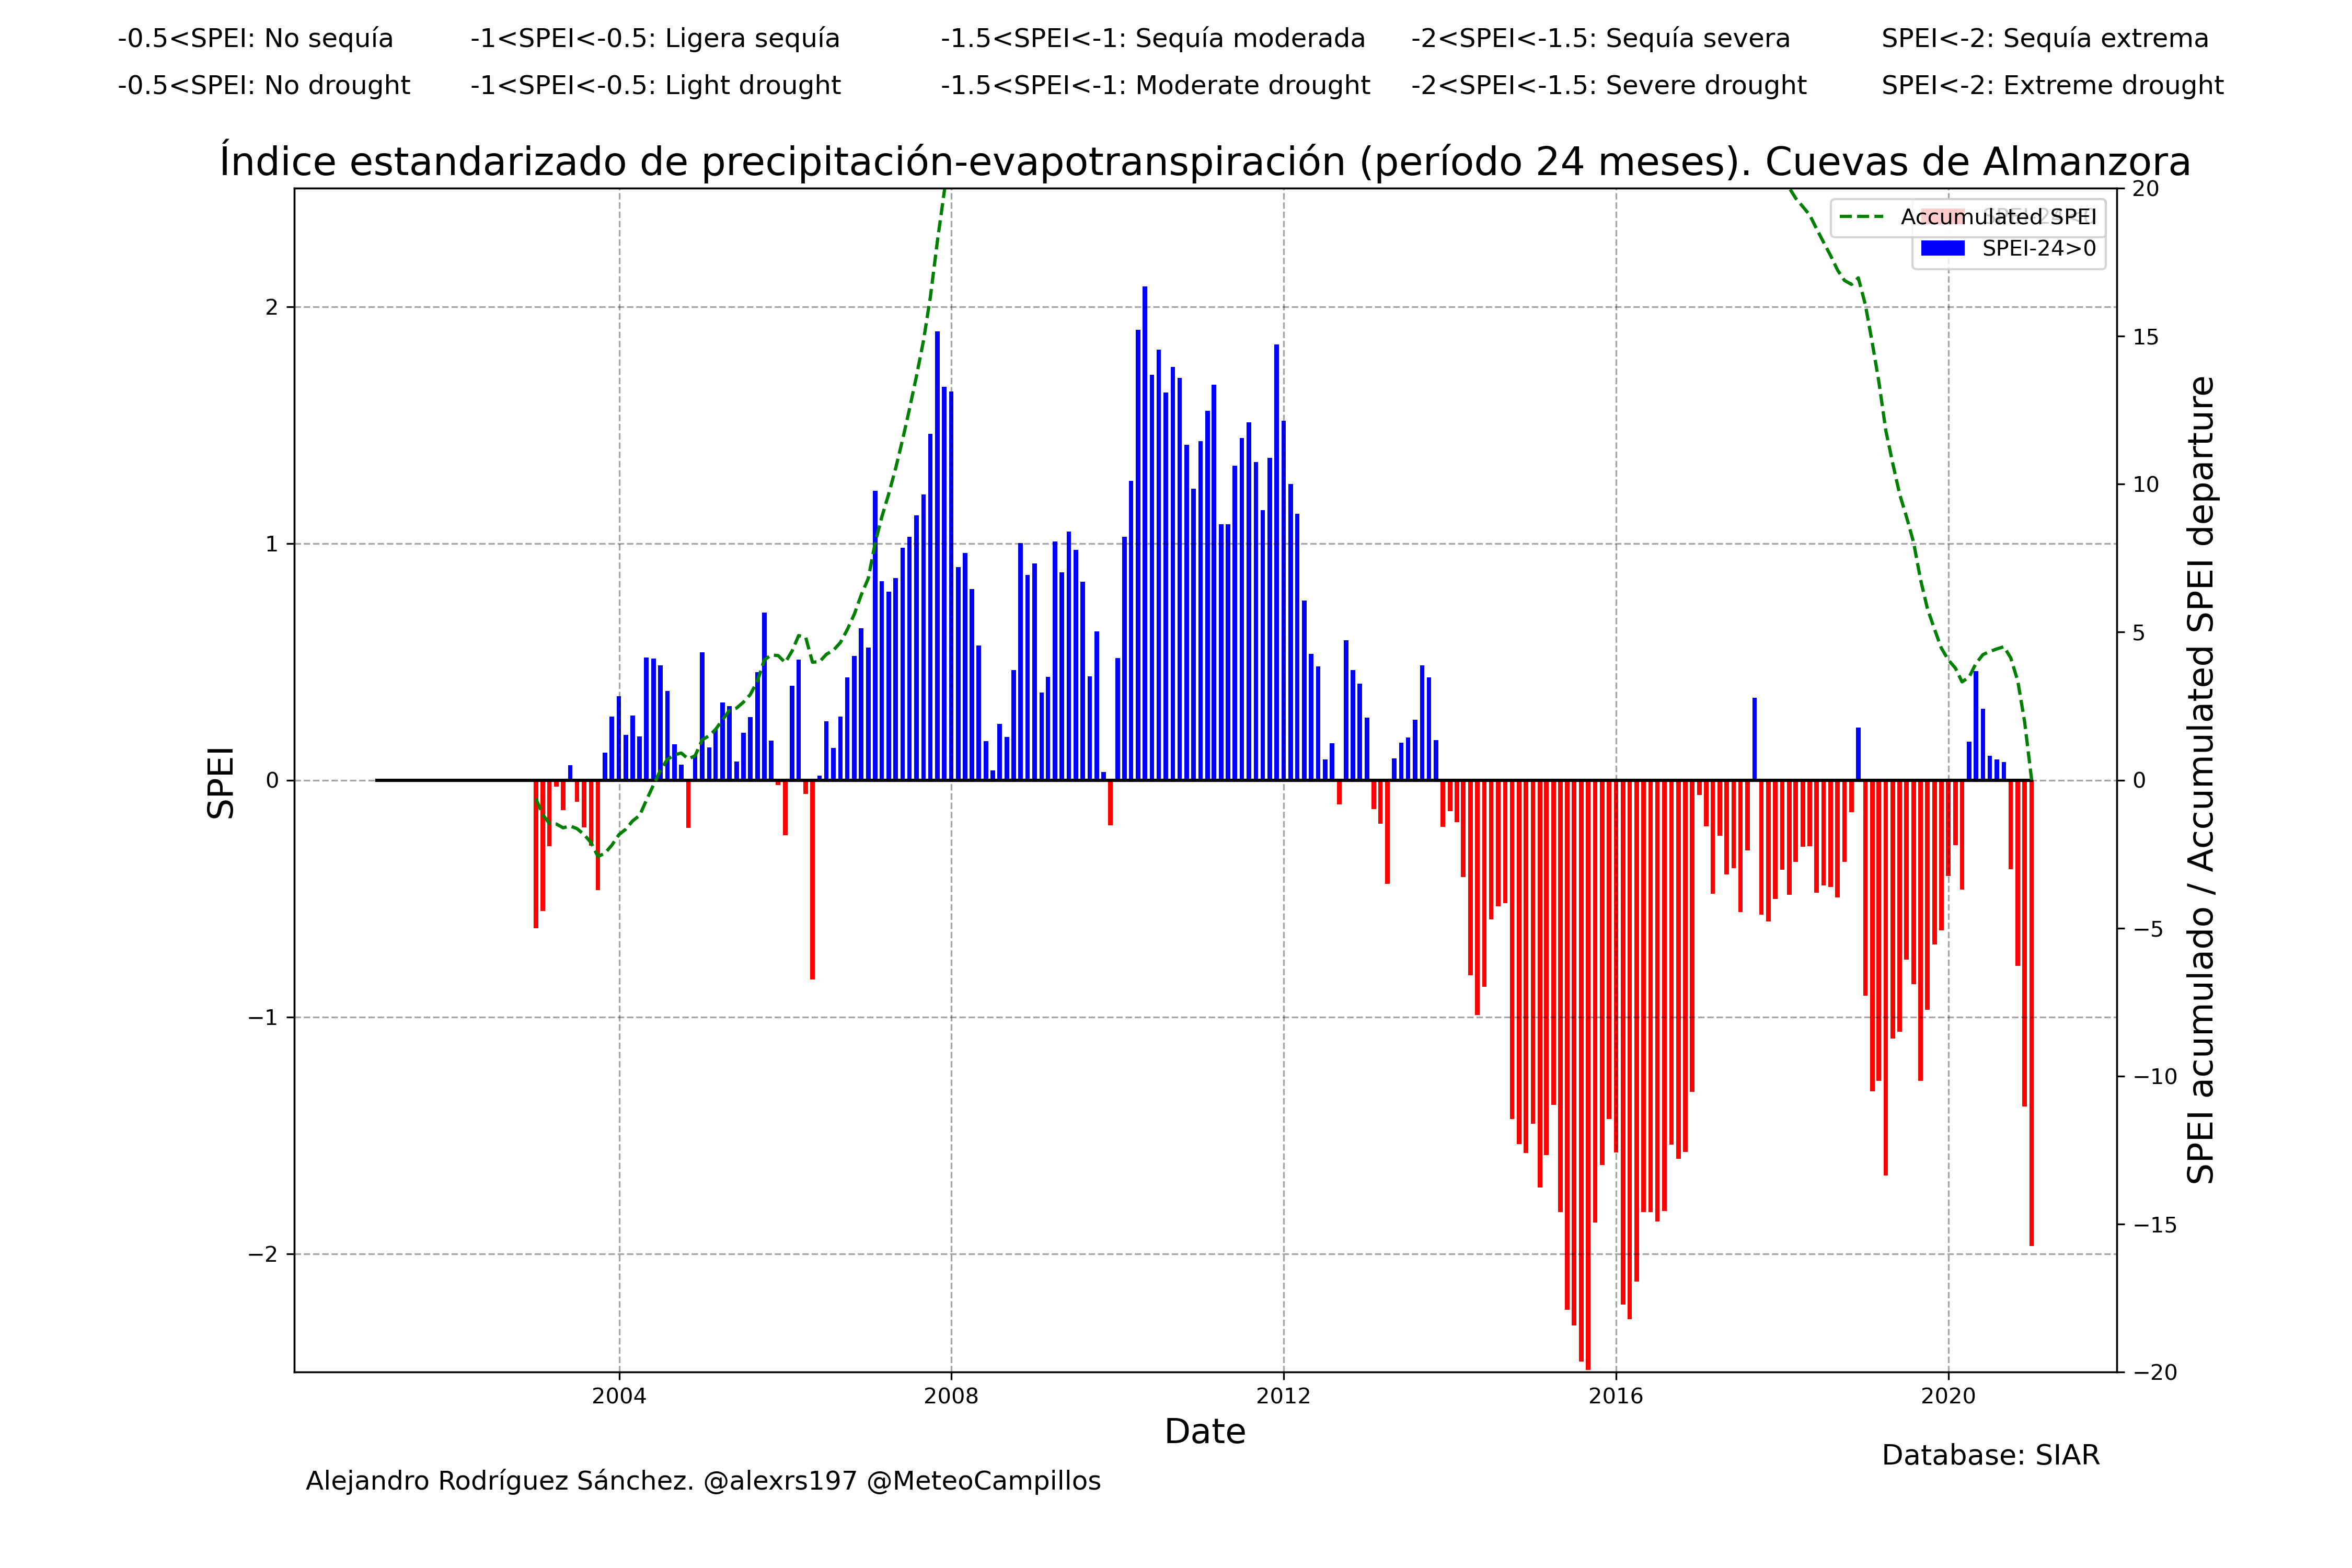 -0.5<SPEI: No sequía -1<SPEI<-0.5: Ligera sequía -1.5<SPEI<-1: Sequía moderada -2<SPEI<-1.5: Sequía severa SPEI<-2: Sequía extrema
-0.5<SPEI: No drought -1<SPEI<-0.5: Light drought -1.5<SPEI<-1: Moderate drought -2<SPEI<-1.5: Severe drought SPEI<-2: Extreme drought
Índice estandarizado de precipitación-evapotranspiración (período 24 meses). Cuevas de Almanzora
Accumulated SPEI
SPEI-24>0
2
1
0
−1
−2
SPEI
20
15
10
5
0
−5
−10
−15
−20
SPEI acumulado / Accumulated SPEI departure
2004 2008 2012 2016 2020
Date
Database: SIAR
Alejandro Rodríguez Sánchez. @alexrs197 @MeteoCampillos